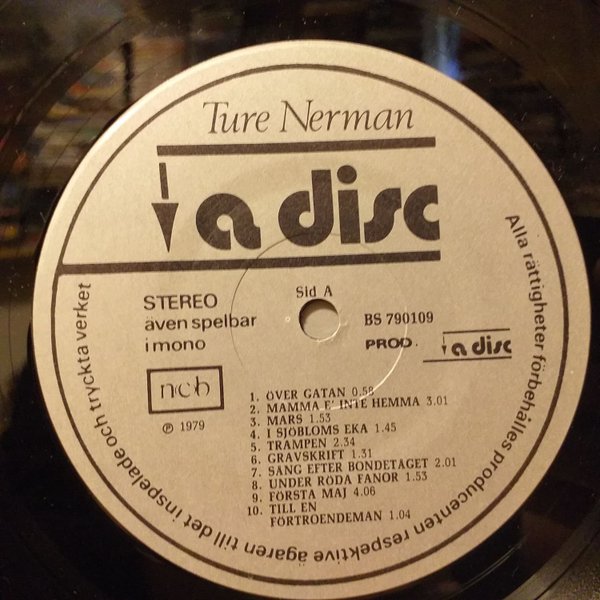 Ture Nerman
a disc
STEREO
även spelbar
i mono
Sid A
BS 790109
PROD.
a disc
ncb
℗ 1979
1. ÖVER GATAN 0.58
2. MAMMA E' INTE HEMMA 3.01
3. MARS 1.53
4. I SJÖBLOMS EKA 1.45
5. TRAMPEN 2.34
6. GRAVSKRIFT 1.31
7. SÅNG EFTER BONDETÅGET 2.01
8. UNDER RÖDA FANOR 1.53
9. FÖRSTA MAJ 4.06
10. TILL EN
FÖRTROENDEMAN 1.04
Alla rättigheter förbehålles producenten respektive ägaren till det inspelade och tryckta verket